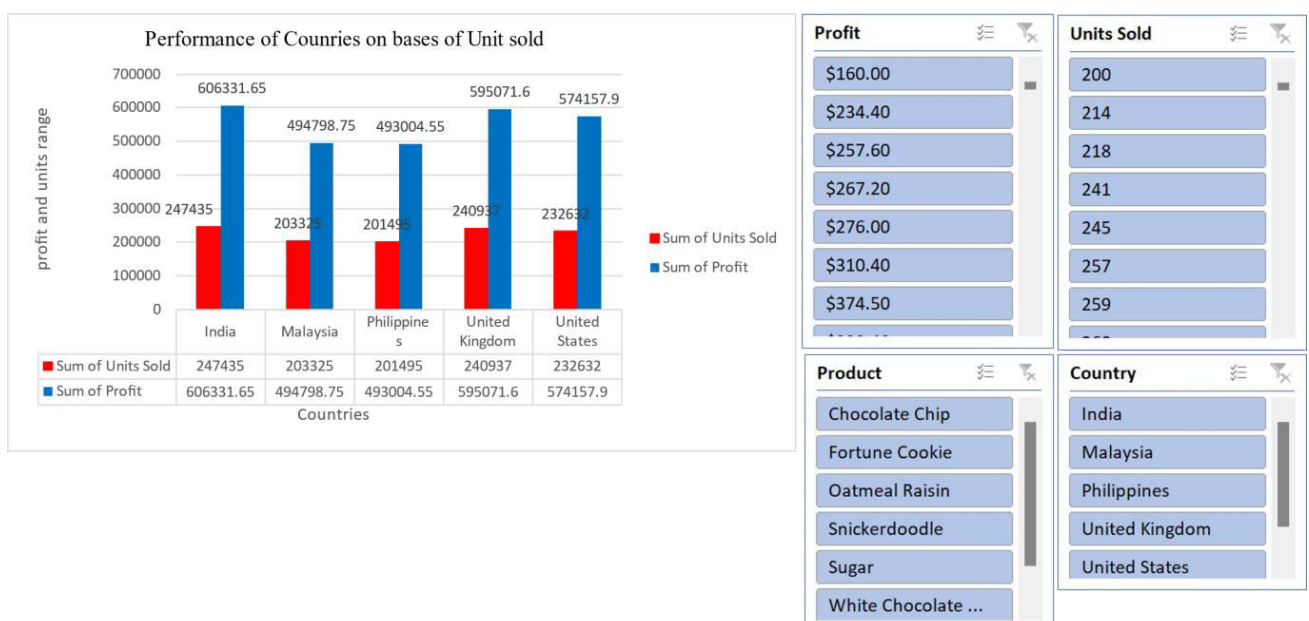 Performance of Counries on bases of Unit sold
profit and units range
700000
600000
500000
400000
300000
200000
100000
0
606331.65
494798.75
493004.55
595071.6
574157.9
247435
203325
201495
240937
232632
Sum of Units Sold
Sum of Profit
India
Malaysia
Philippine
s
United
Kingdom
United
States
Sum of Units Sold 247435 203325 201495 240937 232632
Sum of Profit 606331.65 494798.75 493004.55 595071.6 574157.9
Countries
Profit
$160.00
$234.40
$257.60
$267.20
$276.00
$310.40
$374.50
Units Sold
200
214
218
241
245
257
259
Product
Chocolate Chip
Fortune Cookie
Oatmeal Raisin
Snickerdoodle
Sugar
White Chocolate ...
Country
India
Malaysia
Philippines
United Kingdom
United States